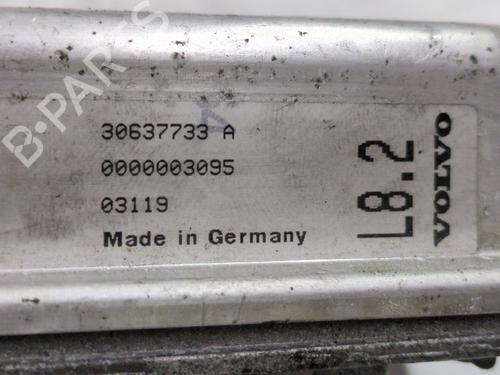 30637733 A
0000003095
03119
Made in Germany
L8.2
VOLVO
B-PARTS